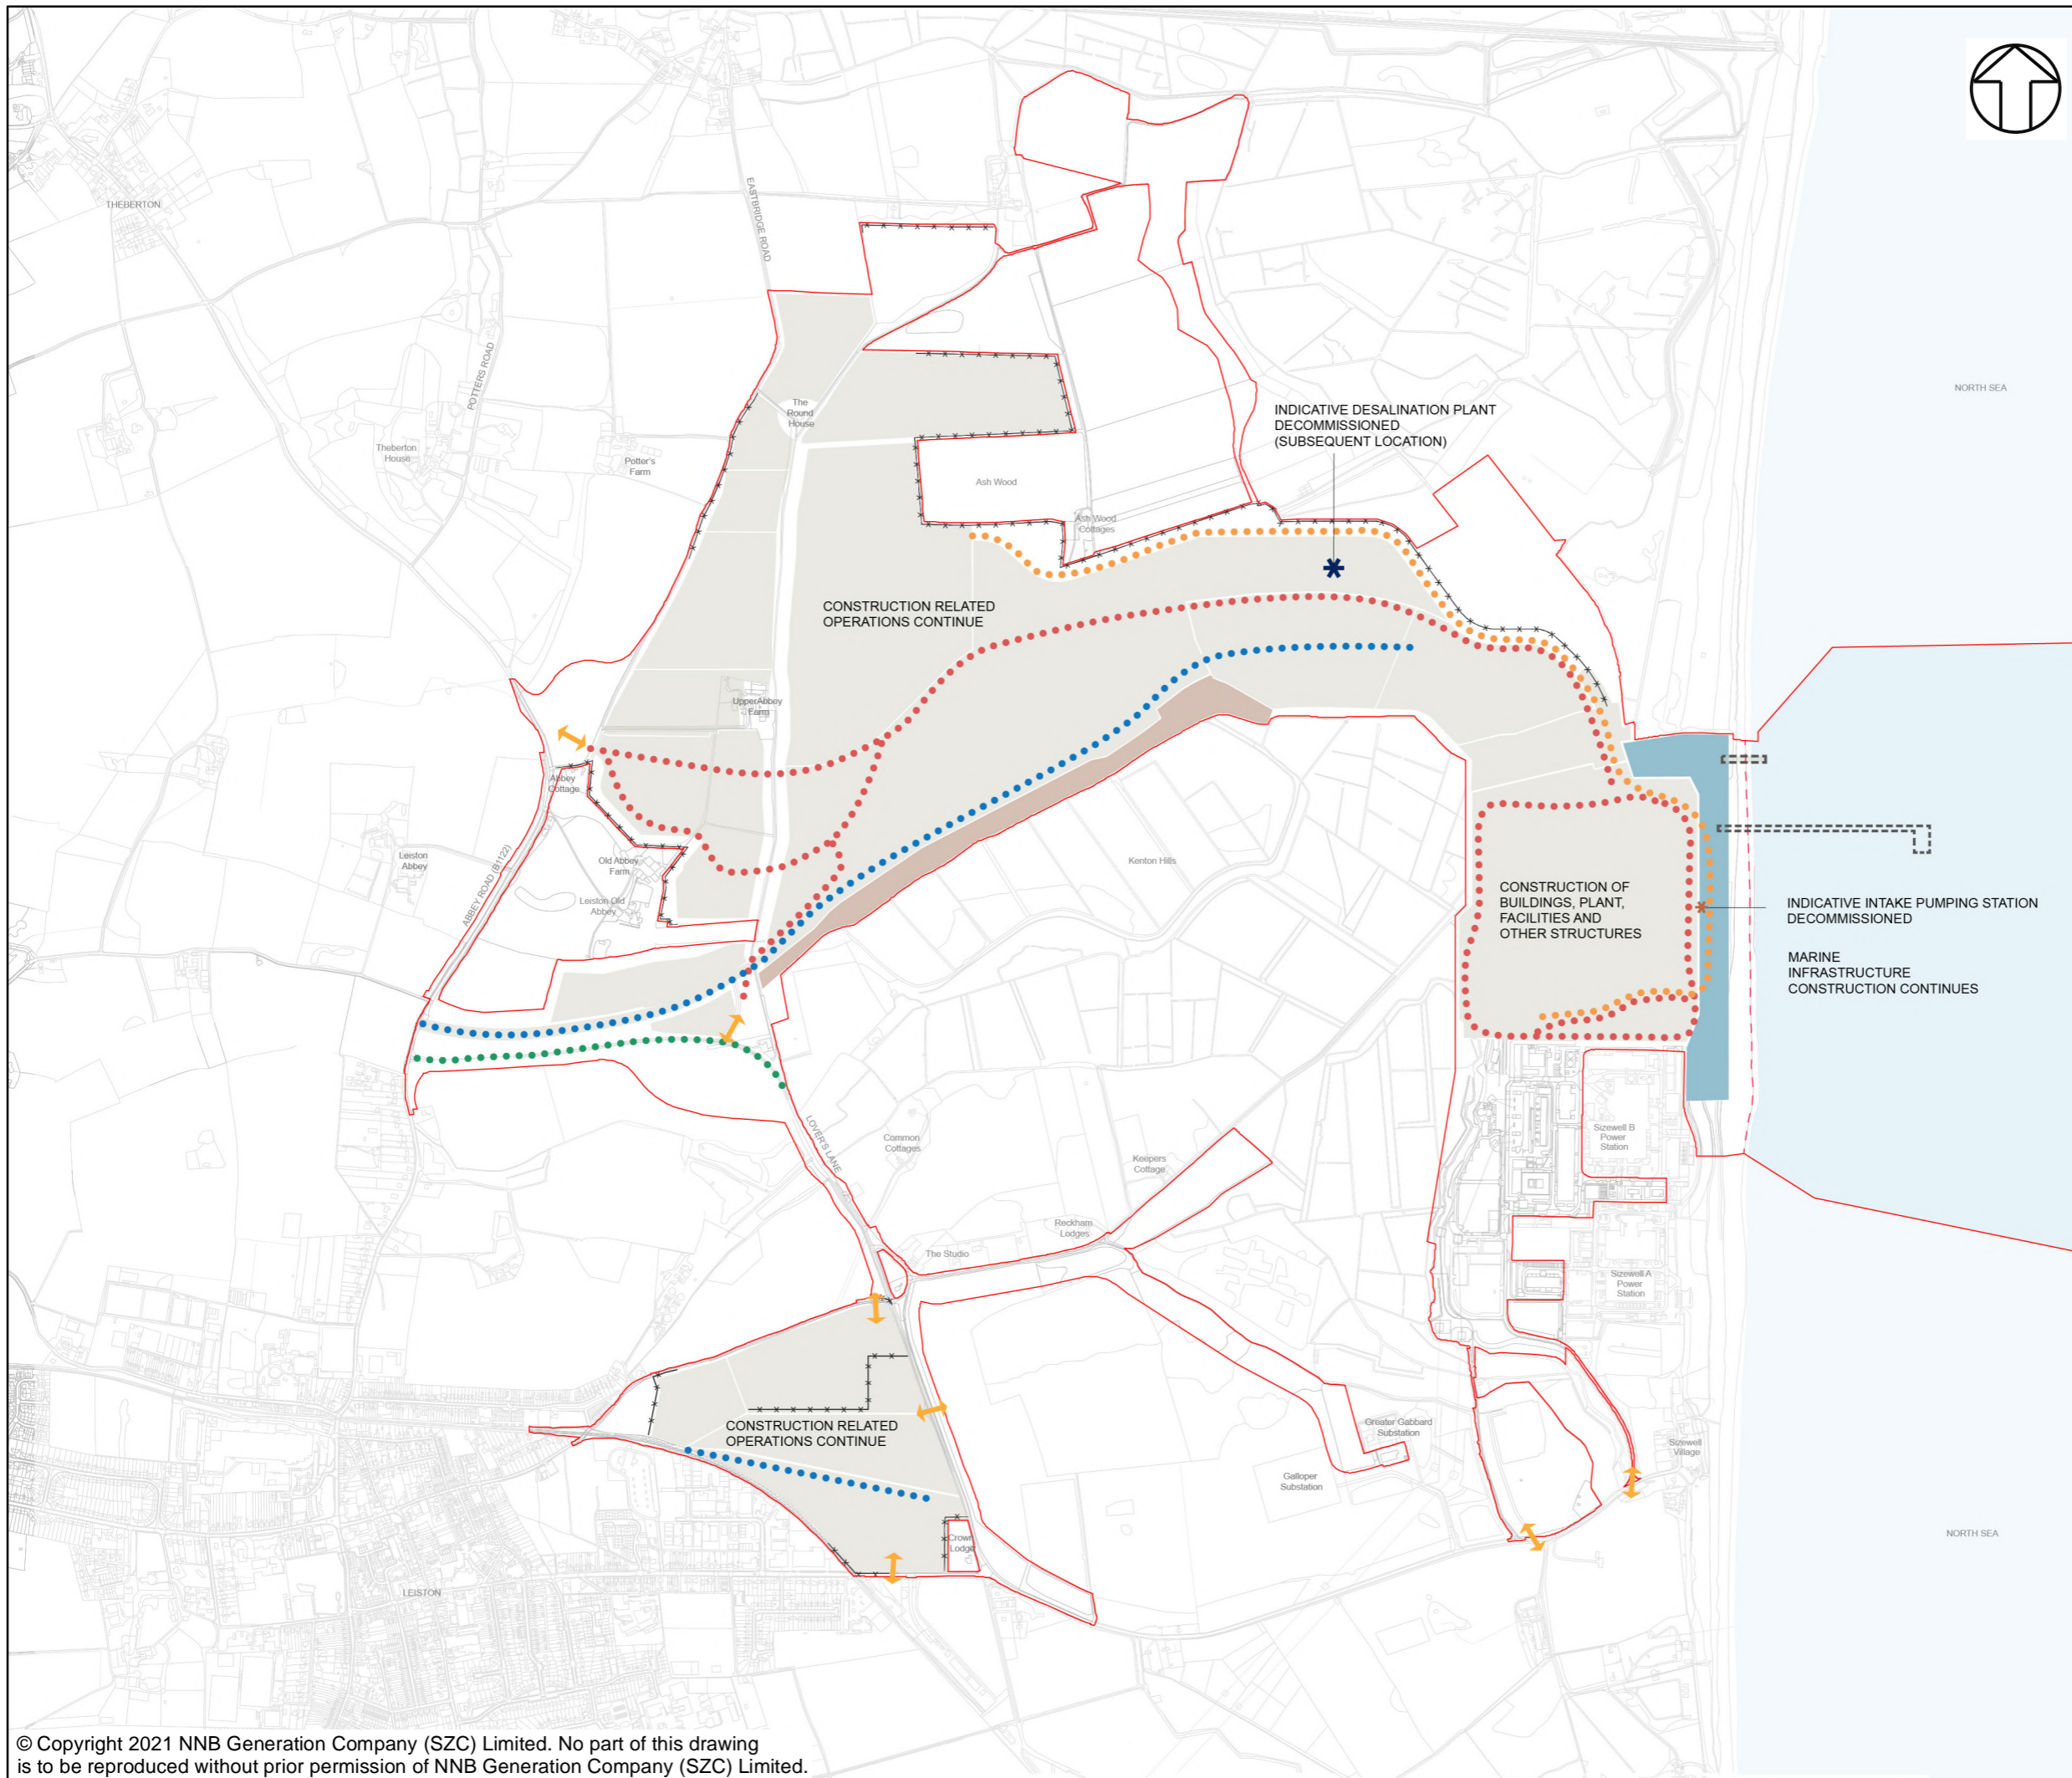 THEBERTON
EASTBRIDGE ROAD
POTTERS ROAD
NORTH SEA
The
Round
House
INDICATIVE DESALINATION PLANT
DECOMMISSIONED
(SUBSEQUENT LOCATION)
Theberton
House
Potter's
Farm
Ash Wood
Ash Wood
Cottages
CONSTRUCTION RELATED
OPERATIONS CONTINUE
UpperAbbey
Farm
Abbey
Cottage
Leiston
Abbey
Old Abbey
Farm
Kenton Hills
ABBEY ROAD (B1122)
Leiston Old
Abbey
CONSTRUCTION OF
BUILDINGS, PLANT,
FACILITIES AND
OTHER STRUCTURES
INDICATIVE INTAKE PUMPING STATION
DECOMMISSIONED
MARINE
INFRASTRUCTURE
CONSTRUCTION CONTINUES
LOVER'S LANE
Common
Cottages
Sizewell B
Power
Station
Keepers
Cottage
Reckham
Lodges
The Studio
Sizewell A
Power
Station
CONSTRUCTION RELATED
OPERATIONS CONTINUE
Greater Gabbard
Substation
Sizewell
Village
Galloper
Substation
Crown
Lodge
NORTH SEA
LEISTON
© Copyright 2021 NNB Generation Company (SZC) Limited. No part of this drawing
is to be reproduced without prior permission of NNB Generation Company (SZC) Limited.